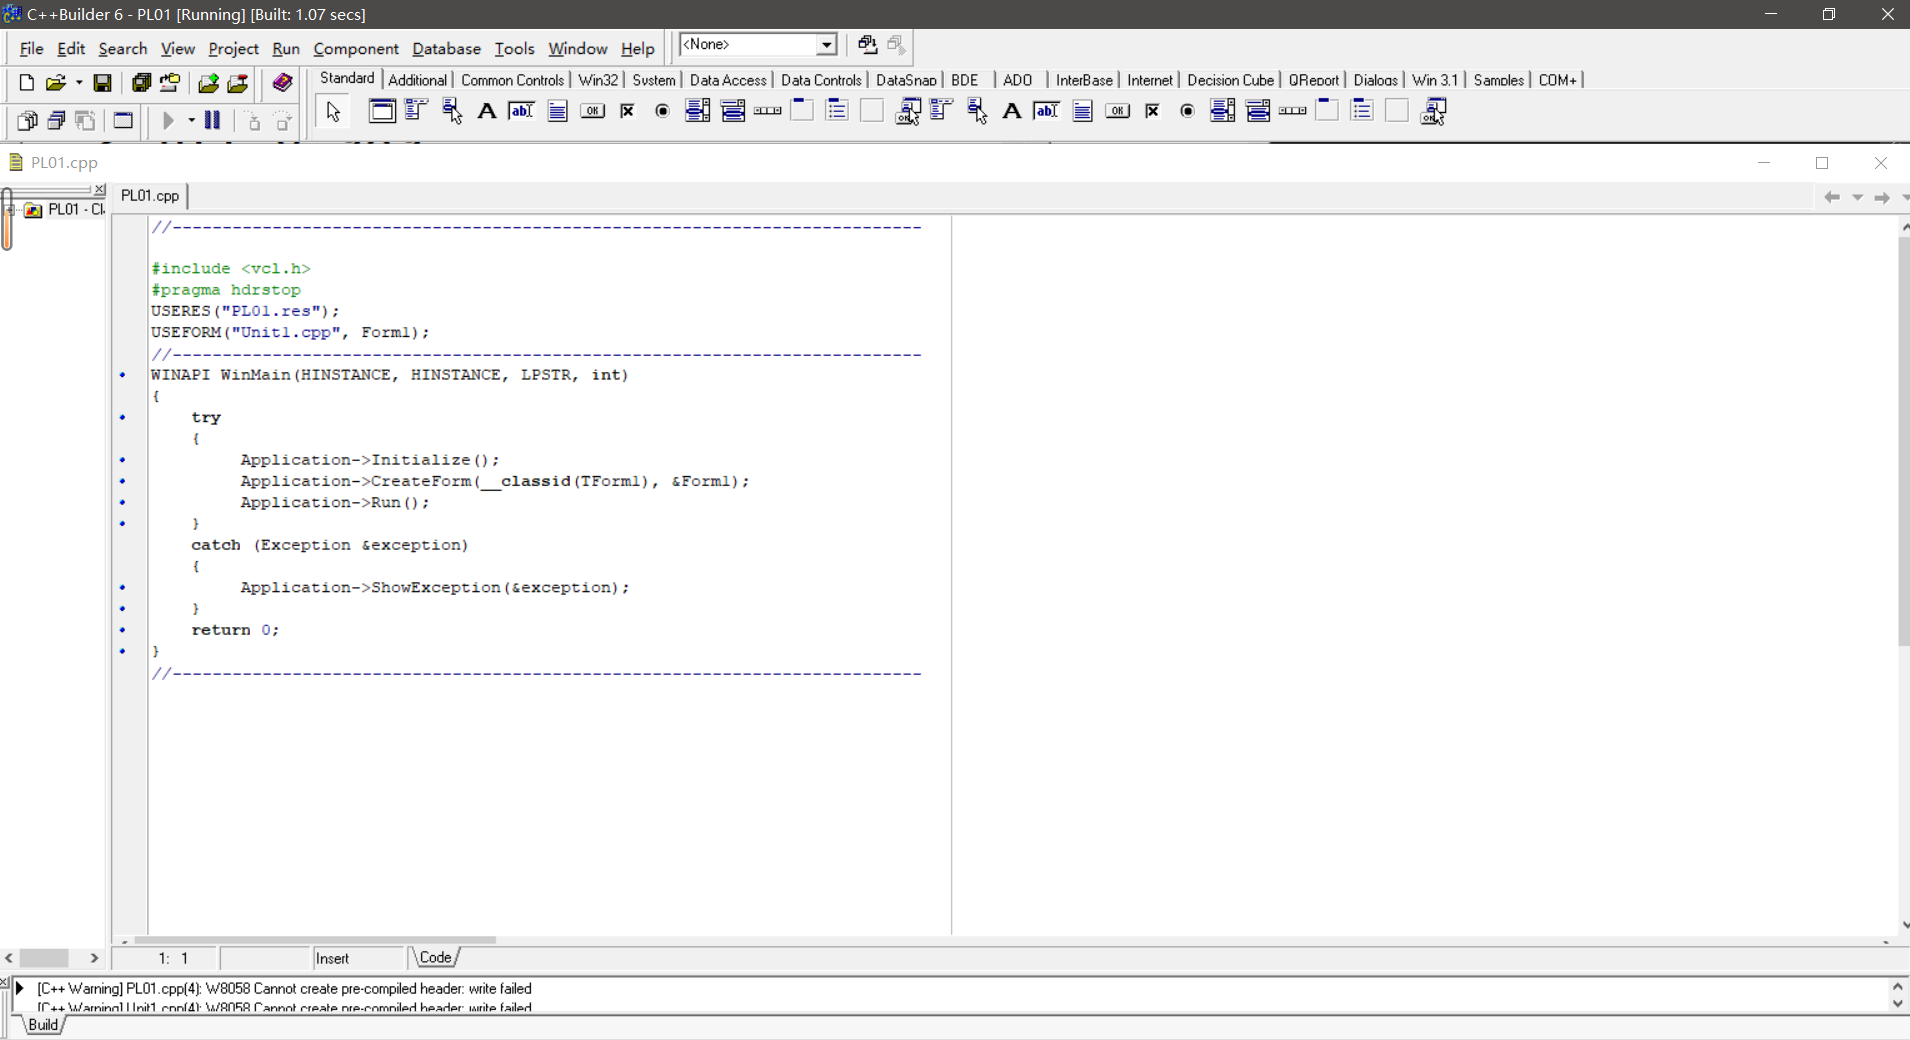 C++Builder 6 - PL01 [Running] [Built: 1.07 secs]
File Edit Search View Project Run Component Database Tools Window Help
<None>
Standard Additional Common Controls Win32 System Data Access Data Controls DataSnap BDE ADO InterBase Internet Decision Cube QReport Dialogs Win 3.1 Samples COM+
PL01.cpp
PL01 - Cl
PL01.cpp
//---------------------------------------------------------------------------
#include <vcl.h>
#pragma hdrstop
USERES("PL01.res");
USEFORM("Unit1.cpp", Form1);
//---------------------------------------------------------------------------
WINAPI WinMain(HINSTANCE, HINSTANCE, LPSTR, int)
{
try
{
Application->Initialize();
Application->CreateForm(__classid(TForm1), &Form1);
Application->Run();
}
catch (Exception &exception)
{
Application->ShowException(&exception);
}
return 0;
}
//---------------------------------------------------------------------------
1: 1
Insert
Code
[C++ Warning] PL01.cpp(4): W8058 Cannot create pre-compiled header: write failed
[C++ Warning] Unit1.cpp(4): W8058 Cannot create pre-compiled header: write failed
Build